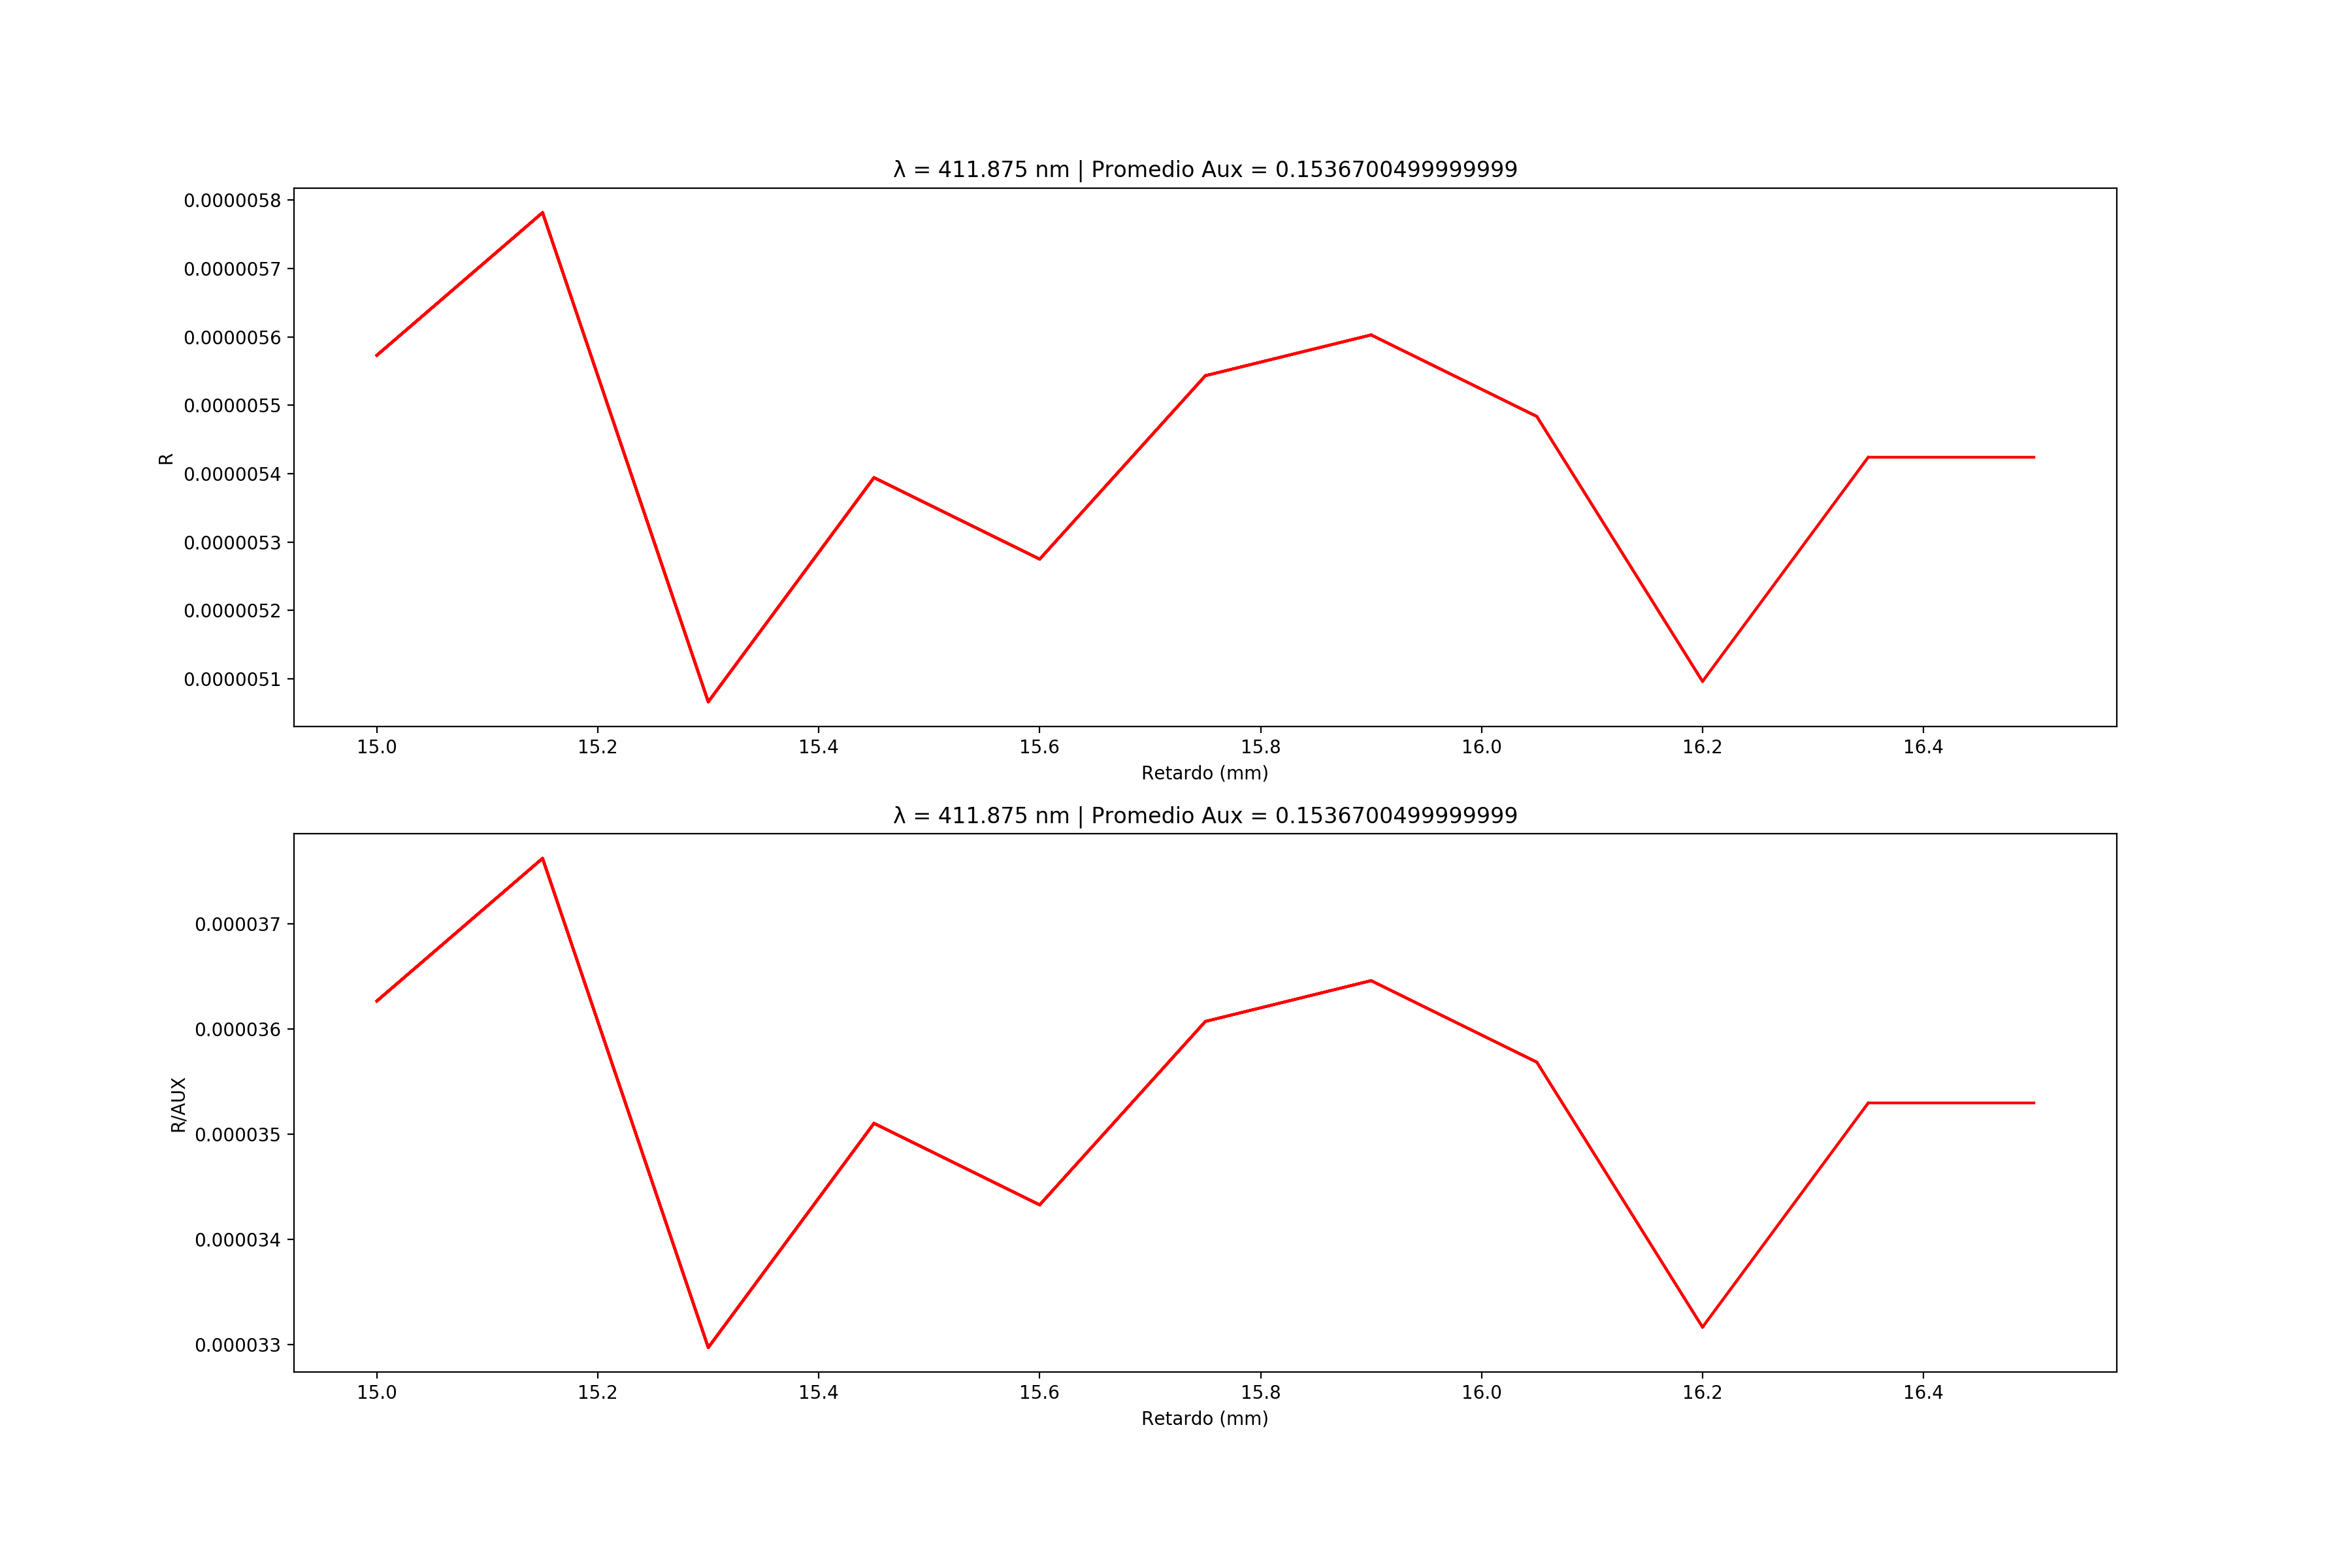 λ = 411.875 nm | Promedio Aux = 0.1536700499999999
0.0000058
0.0000057
0.0000056
0.0000055
0.0000054
0.0000053
0.0000052
0.0000051
R
15.0 15.2 15.4 15.6 15.8 16.0 16.2 16.4
Retardo (mm)
λ = 411.875 nm | Promedio Aux = 0.1536700499999999
0.000037
0.000036
0.000035
0.000034
0.000033
R/AUX
15.0 15.2 15.4 15.6 15.8 16.0 16.2 16.4
Retardo (mm)